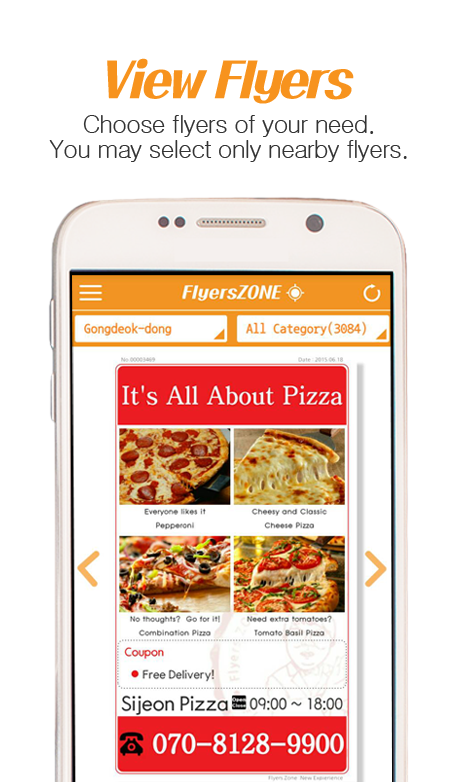 View Flyers
Choose flyers of your need.
You may select only nearby flyers.
FlyersZONE
Gongdeok-dong
All Category(3084)
No.00003469
Date : 2015.06.18
It's All About Pizza
Everyone likes it
Pepperoni
Cheesy and Classic
Cheese Pizza
No thoughts? Go for it!
Combination Pizza
Need extra tomatoes?
Tomato Basil Pizza
Coupon
Free Delivery!
Sijeon Pizza Open Close 09:00 ~ 18:00
070-8128-9900
Flyers Zone New Experience